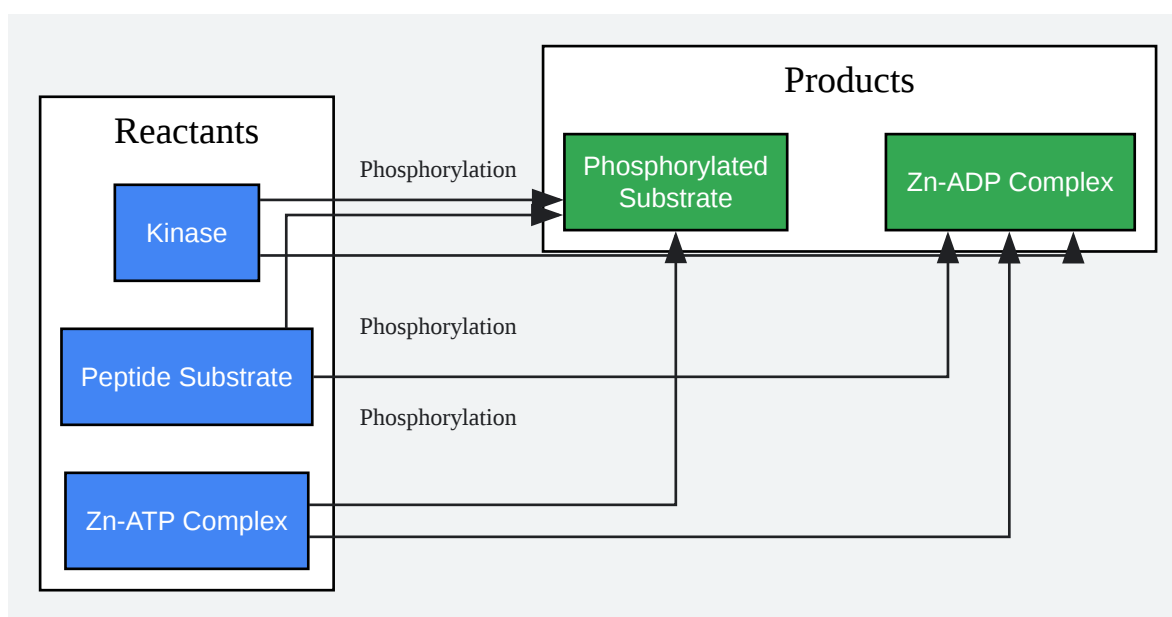 Reactants
Kinase
Peptide Substrate
Zn-ATP Complex
Phosphorylation
Phosphorylation
Phosphorylation
Products
Phosphorylated
Substrate
Zn-ADP Complex